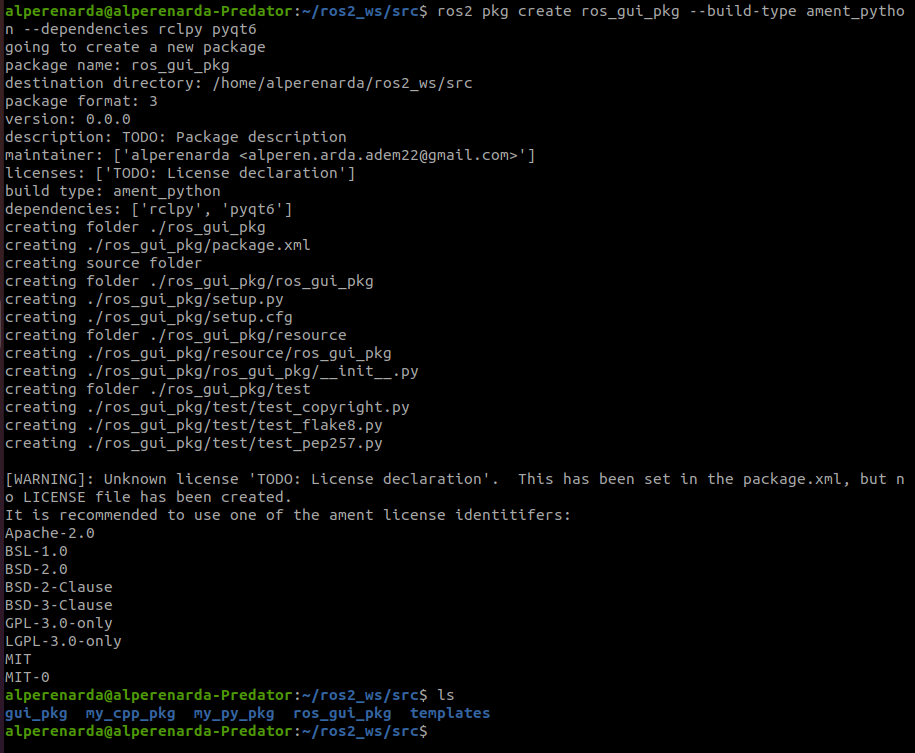 alperenarda@alperenarda-Predator:~/ros2_ws/src$ ros2 pkg create ros_gui_pkg --build-type ament_pytho
n --dependencies rclpy pyqt6
going to create a new package
package name: ros_gui_pkg
destination directory: /home/alperenarda/ros2_ws/src
package format: 3
version: 0.0.0
description: TODO: Package description
maintainer: ['alperenarda <alperen.arda.adem22@gmail.com>']
licenses: ['TODO: License declaration']
build type: ament_python
dependencies: ['rclpy', 'pyqt6']
creating folder ./ros_gui_pkg
creating ./ros_gui_pkg/package.xml
creating source folder
creating folder ./ros_gui_pkg/ros_gui_pkg
creating ./ros_gui_pkg/setup.py
creating ./ros_gui_pkg/setup.cfg
creating folder ./ros_gui_pkg/resource
creating ./ros_gui_pkg/resource/ros_gui_pkg
creating ./ros_gui_pkg/ros_gui_pkg/__init__.py
creating folder ./ros_gui_pkg/test
creating ./ros_gui_pkg/test/test_copyright.py
creating ./ros_gui_pkg/test/test_flake8.py
creating ./ros_gui_pkg/test/test_pep257.py

[WARNING]: Unknown license 'TODO: License declaration'.  This has been set in the package.xml, but n
o LICENSE file has been created.
It is recommended to use one of the ament license identitifers:
Apache-2.0
BSL-1.0
BSD-2.0
BSD-2-Clause
BSD-3-Clause
GPL-3.0-only
LGPL-3.0-only
MIT
MIT-0
alperenarda@alperenarda-Predator:~/ros2_ws/src$ ls
gui_pkg  my_cpp_pkg  my_py_pkg  ros_gui_pkg  templates
alperenarda@alperenarda-Predator:~/ros2_ws/src$